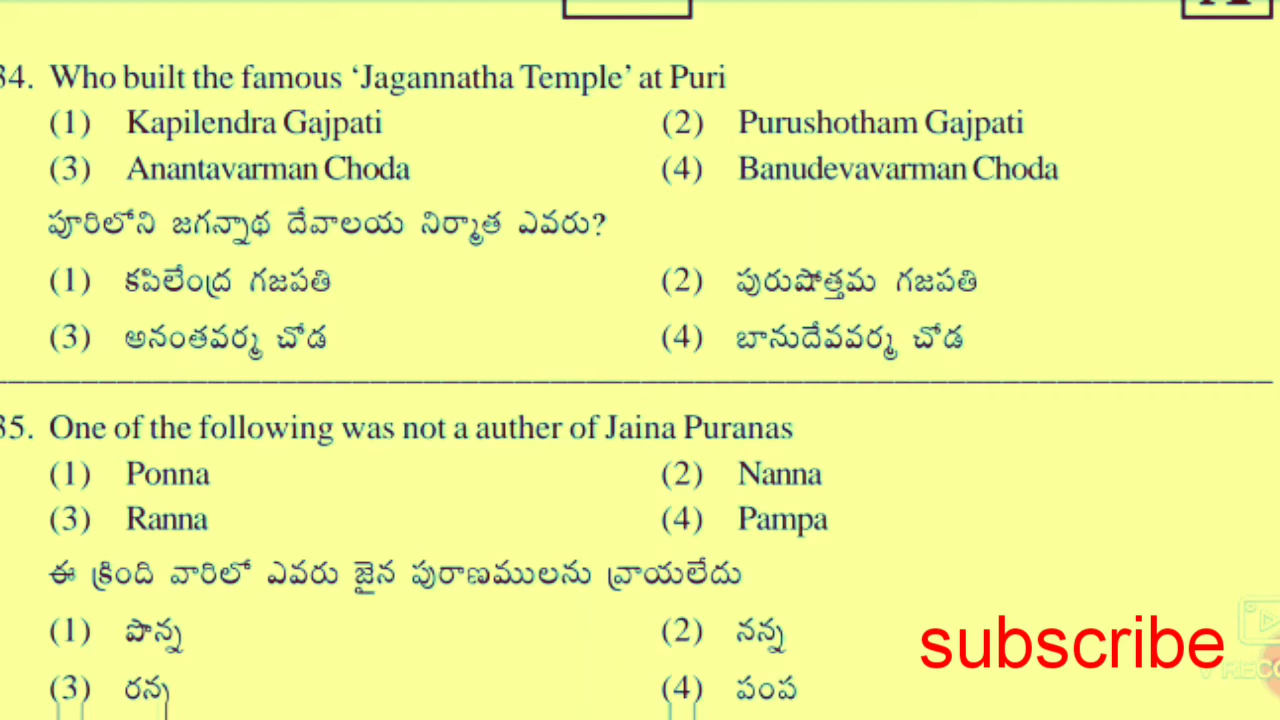 34. Who built the famous ‘Jagannatha Temple’ at Puri
(1) Kapilendra Gajpati (2) Purushotham Gajpati
(3) Anantavarman Choda (4) Banudevavarman Choda
పూరిలోని జగన్నాథ దేవాలయ నిర్మాత ఎవరు?
(1) కపిలేంద్ర గజపతి (2) పురుషోత్తమ గజపతి
(3) అనంతవర్మ చోడ (4) బానుదేవవర్మ చోడ
35. One of the following was not a auther of Jaina Puranas
(1) Ponna (2) Nanna
(3) Ranna (4) Pampa
ఈ క్రింది వారిలో ఎవరు జైన పురాణములను వ్రాయలేదు
(1) పొన్న (2) నన్న
subscribe
(3) రన్న (4) పంప